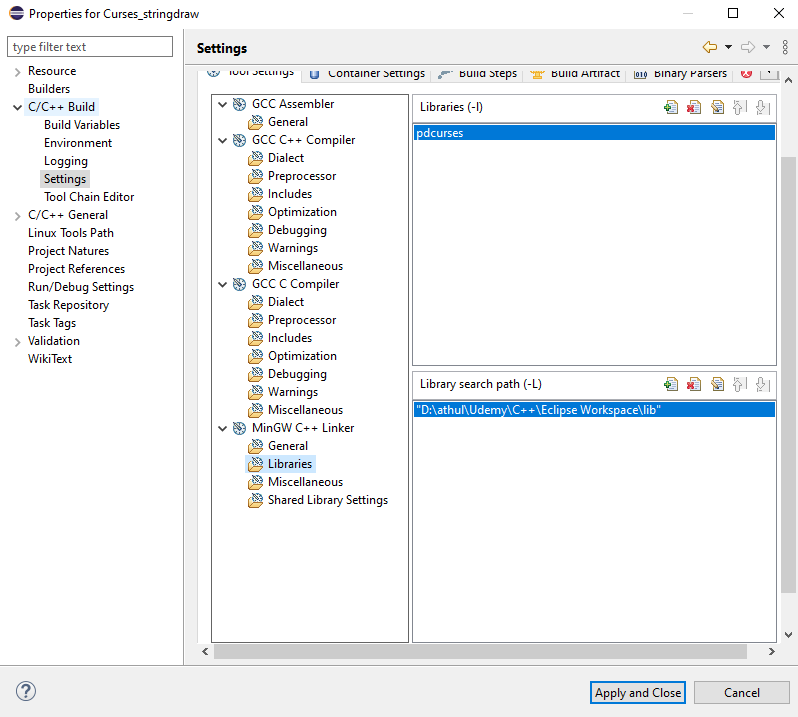 Properties for Curses_stringdraw
type filter text
Resource
Builders
C/C++ Build
Build Variables
Environment
Logging
Settings
Tool Chain Editor
C/C++ General
Linux Tools Path
Project Natures
Project References
Run/Debug Settings
Task Repository
Task Tags
Validation
WikiText
Settings
Tool Settings
Container Settings
Build Steps
Build Artifact
Binary Parsers
GCC Assembler
General
GCC C++ Compiler
Dialect
Preprocessor
Includes
Optimization
Debugging
Warnings
Miscellaneous
GCC C Compiler
Dialect
Preprocessor
Includes
Optimization
Debugging
Warnings
Miscellaneous
MinGW C++ Linker
General
Libraries
Miscellaneous
Shared Library Settings
Libraries (-l)
pdcurses
Library search path (-L)
"D:\athul\Udemy\C++\Eclipse Workspace\lib"
?
Apply and Close
Cancel